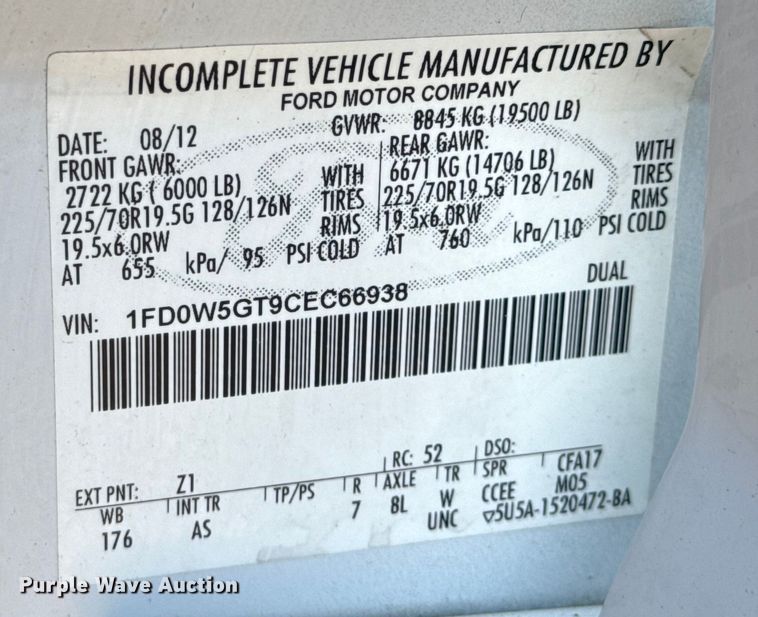 INCOMPLETE VEHICLE MANUFACTURED BY
FORD MOTOR COMPANY
DATE: 08/12 GVWR: 8845 KG (19500 LB)
FRONT GAWR: REAR GAWR:
2722 KG ( 6000 LB) WITH 6671 KG (14706 LB) WITH
225/70R19.5G 128/126N TIRES 225/70R19.5G 128/126N TIRES
19.5x6.0RW RIMS 19.5x6.0RW RIMS
AT 655 kPa/ 95 PSI COLD AT 760 kPa/110 PSI COLD
DUAL
VIN: 1FD0W5GT9CEC66938
EXT PNT: Z1 RC: 52 DSO:
WB INT TR TP/PS R AXLE TR SPR CFA17
176 AS 7 8L W CCEE M05
UNC ▽5U5A-1520472-BA
Purple Wave Auction